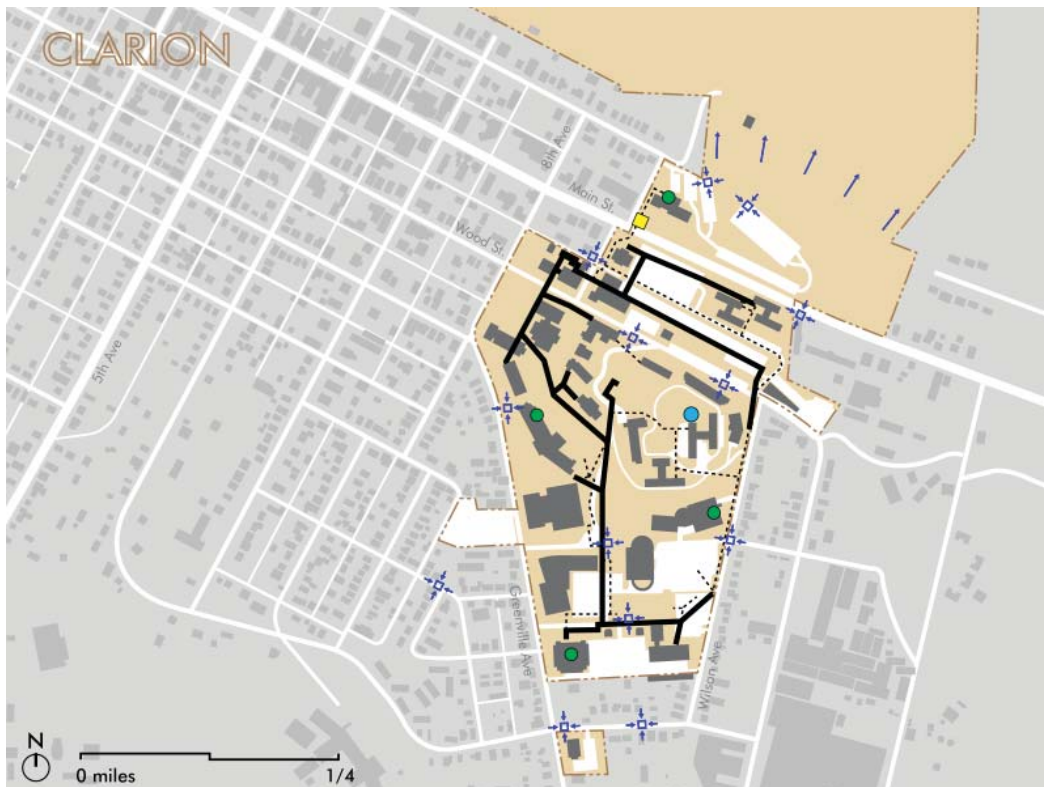 CLARION
8th Ave
Main St.
Wood St.
5th Ave
Greenville Ave
Wilson Ave
N
0 miles
1/4